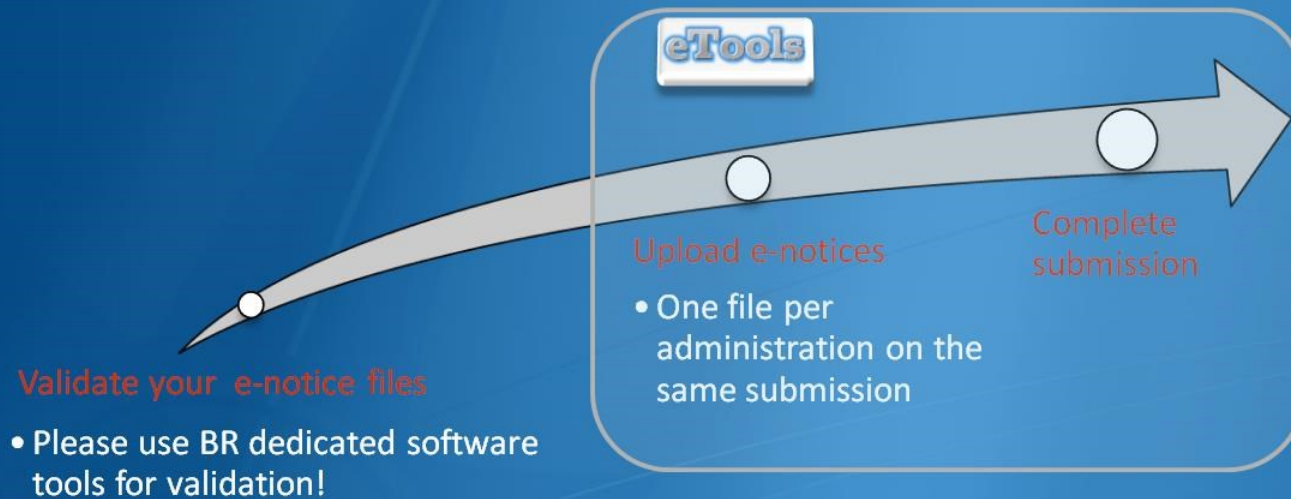 eTools
Validate your e-notice files
• Please use BR dedicated software
tools for validation!
Upload e-notices
• One file per
administration on the
same submission
Complete
submission